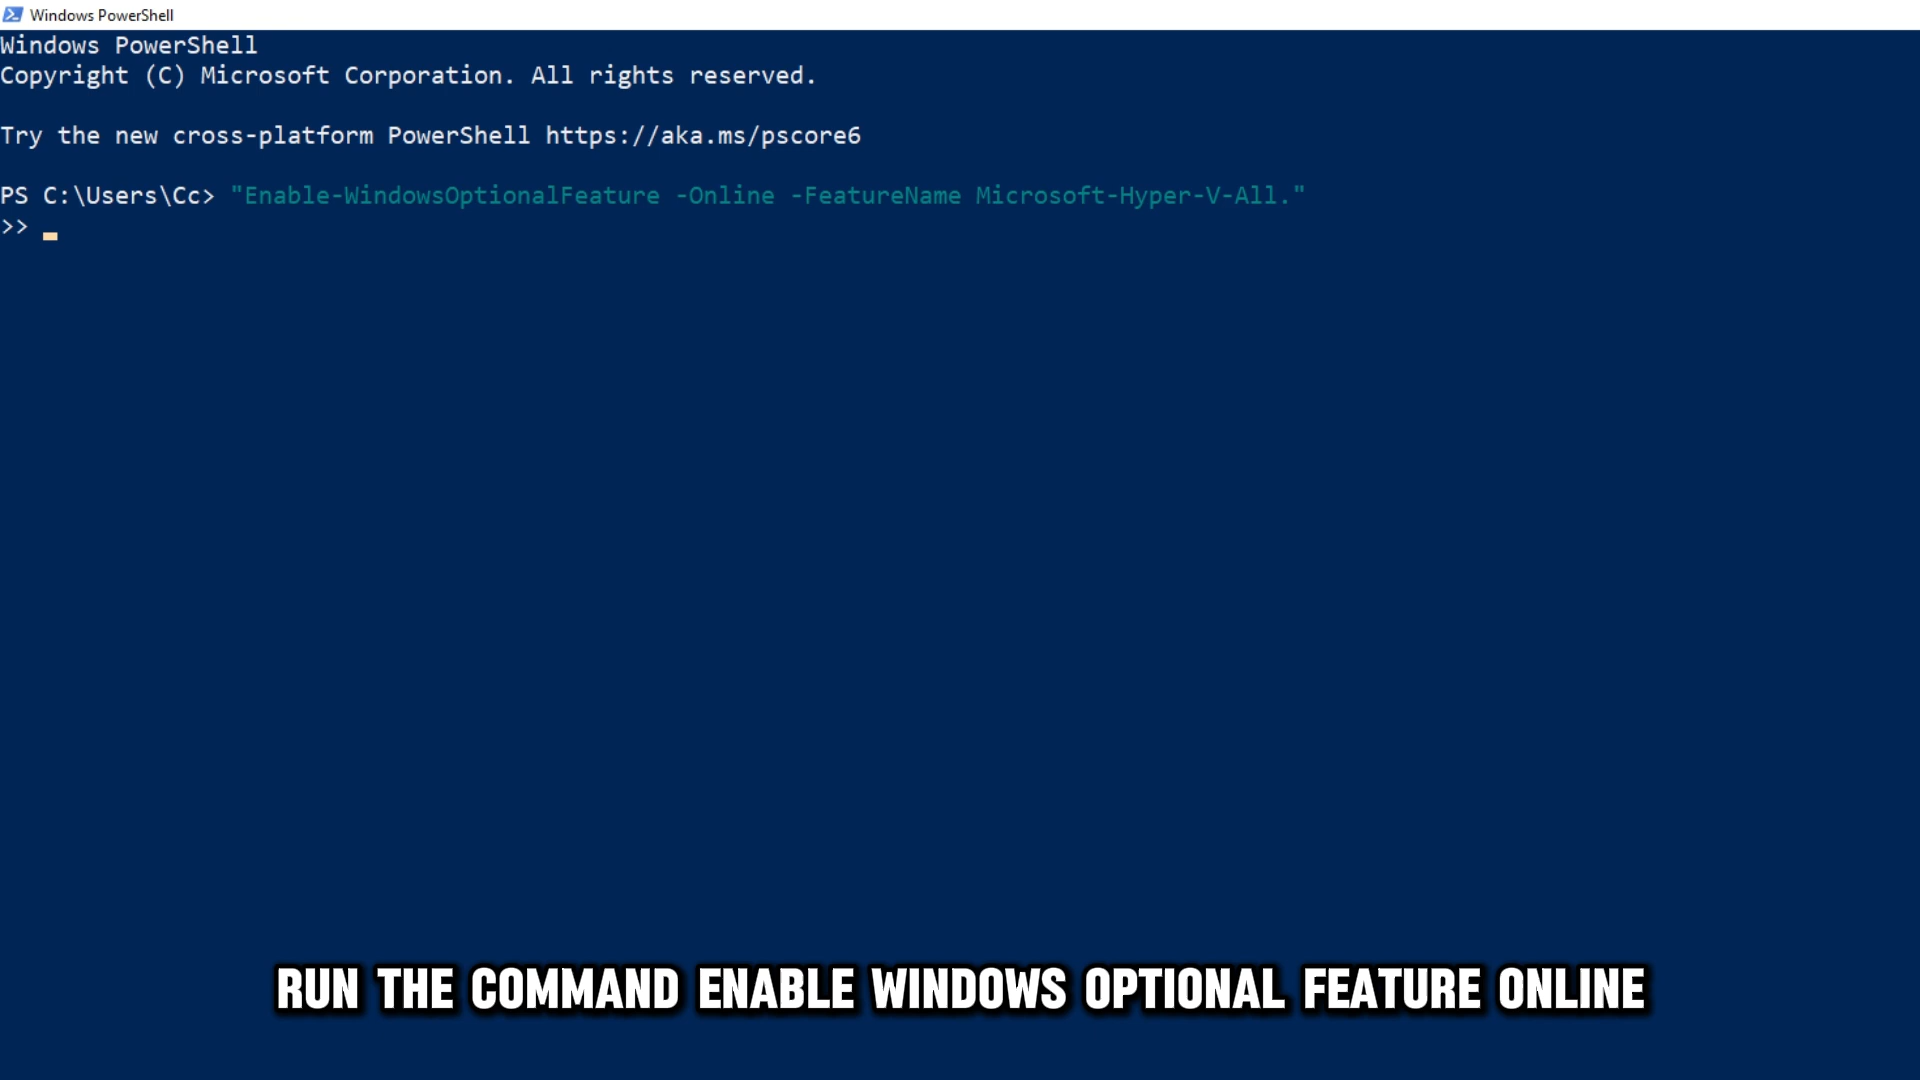 Windows PowerShell
Windows PowerShell
Copyright (C) Microsoft Corporation. All rights reserved.
Try the new cross-platform PowerShell https://aka.ms/pscore6
PS C:\Users\Cc> "Enable-WindowsOptionalFeature -Online -FeatureName Microsoft-Hyper-V-All."
>>
RUN THE COMMAND ENABLE WINDOWS OPTIONAL FEATURE ONLINE